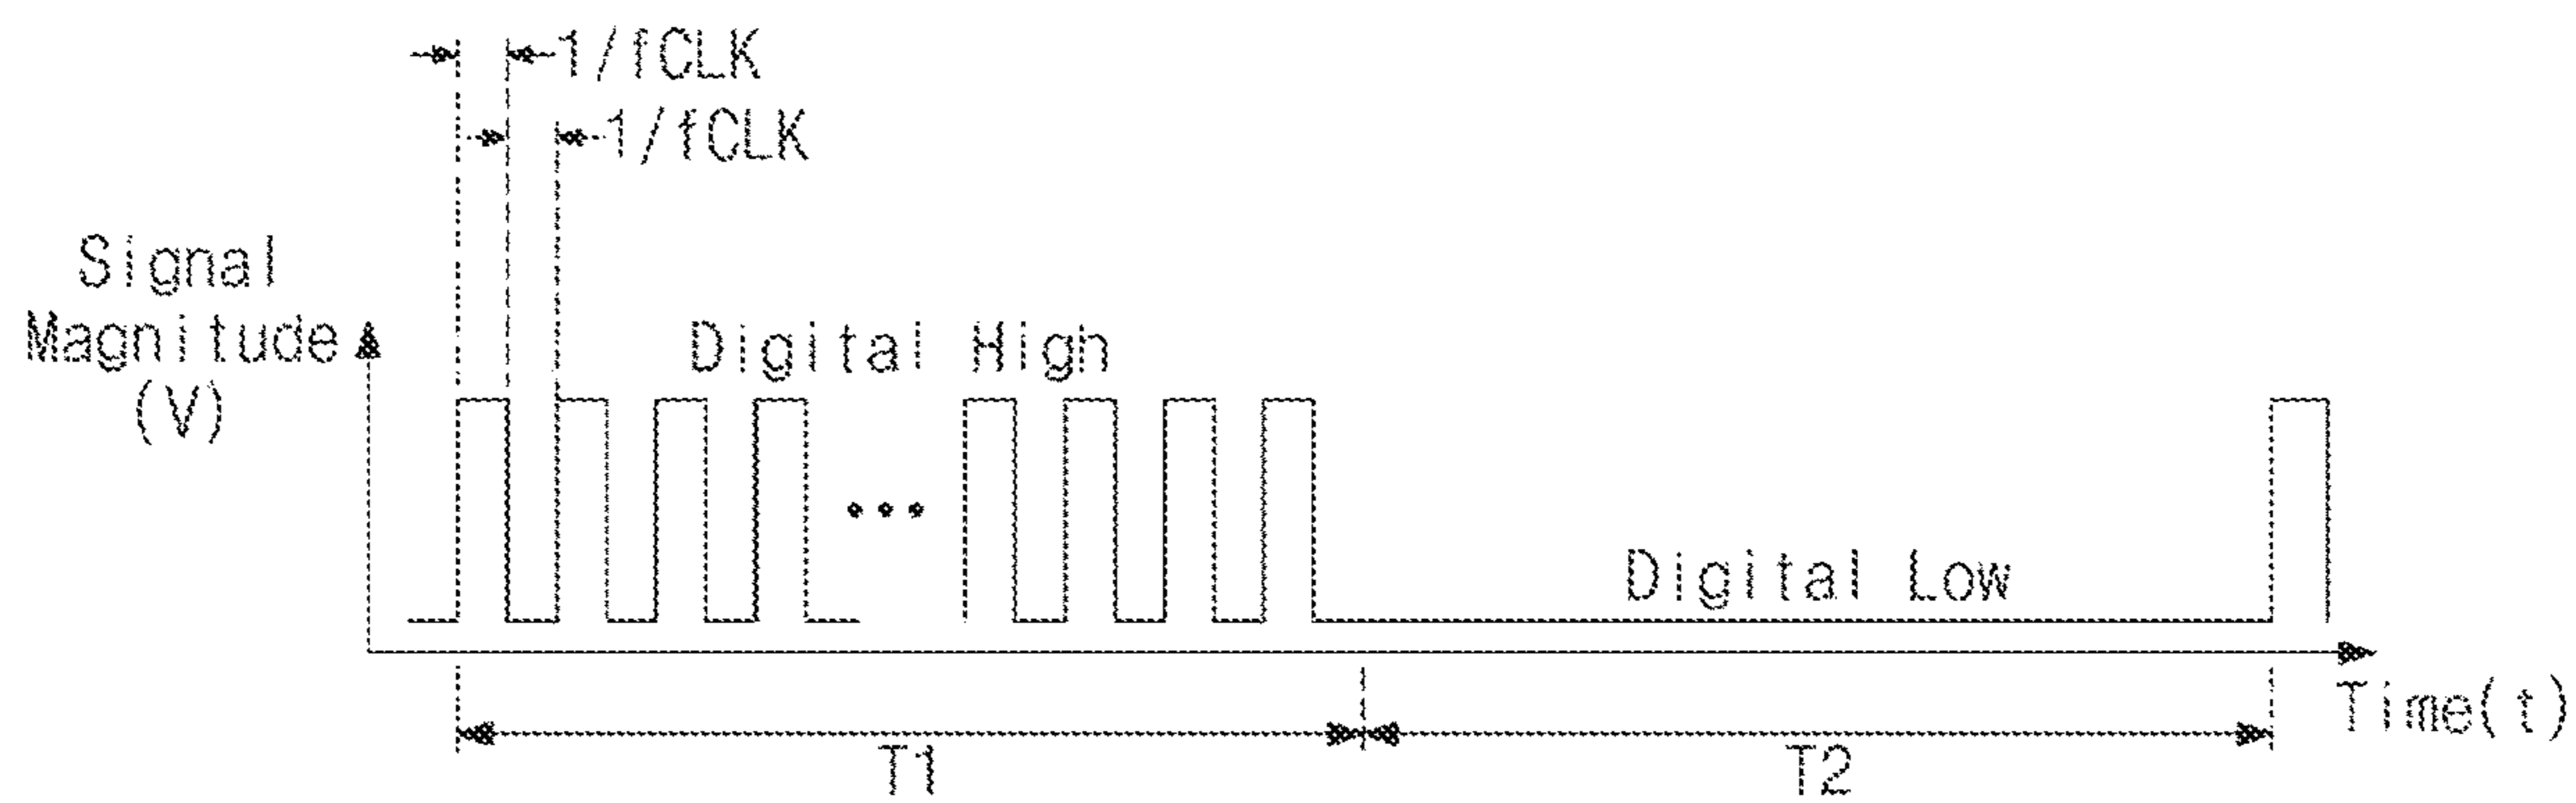 1/fCLK
1/fCLK
Signal
Magnitude
(V)
Digital High
Digital Low
Time(t)
T1
T2